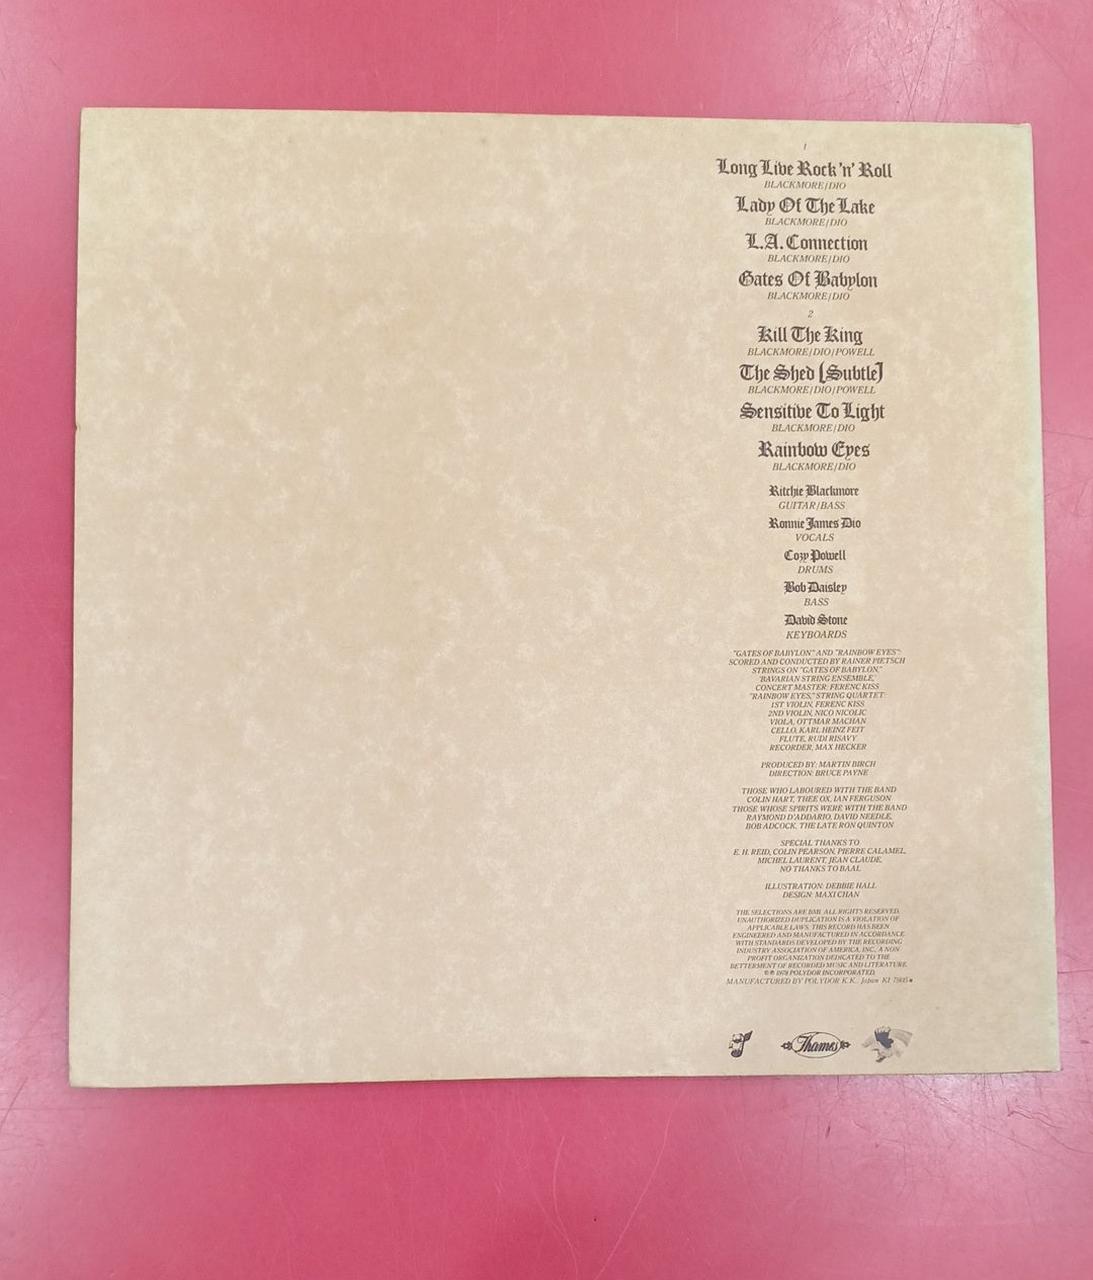 1
Long Live Rock 'n' Roll
BLACKMORE/DIO
Lady Of The Lake
BLACKMORE/DIO
L.A. Connection
BLACKMORE/DIO
Gates Of Babylon
BLACKMORE/DIO
2
Kill The King
BLACKMORE/DIO/POWELL
The Shed [Subtle]
BLACKMORE/DIO/POWELL
Sensitive To Light
BLACKMORE/DIO
Rainbow Eyes
BLACKMORE/DIO
Ritchie Blackmore
GUITAR/BASS
Ronnie James Dio
VOCALS
Cozy Powell
DRUMS
Bob Daisley
BASS
David Stone
KEYBOARDS
"GATES OF BABYLON" AND "RAINBOW EYES":
SCORED AND CONDUCTED BY RAINER PIETSCH
STRINGS ON "GATES OF BABYLON,"
BAVARIAN STRING ENSEMBLE,
CONCERT MASTER: FERENC KISS
"RAINBOW EYES," STRING QUARTET:
1ST VIOLIN, FERENC KISS
2ND VIOLIN, NICO NICOLIC
VIOLA, OTTMAR MACHAN
CELLO, KARL HEINZ FEIT
FLUTE, RUDI RISAVY
RECORDER, MAX HECKER
PRODUCED BY: MARTIN BIRCH
DIRECTION: BRUCE PAYNE
THOSE WHO LABOURED WITH THE BAND
COLIN HART, THEE OX, IAN FERGUSON
THOSE WHOSE SPIRITS WERE WITH THE BAND
RAYMOND D'ADDARIO, DAVID NEEDLE,
BOB ADCOCK, THE LATE RON QUINTON
SPECIAL THANKS TO
E. H. REID, COLIN PEARSON, PIERRE CALAMEL,
MICHEL LAURENT, JEAN CLAUDE,
NO THANKS TO BAAL
ILLUSTRATION: DEBBIE HALL
DESIGN: MAXI CHAN
THE SELECTIONS ARE BMI. ALL RIGHTS RESERVED.
UNAUTHORIZED DUPLICATION IS A VIOLATION OF
APPLICABLE LAWS. THIS RECORD HAS BEEN
ENGINEERED AND MANUFACTURED IN ACCORDANCE
WITH STANDARDS DEVELOPED BY THE RECORDING
INDUSTRY ASSOCIATION OF AMERICA, INC., A NON
PROFIT ORGANIZATION DEDICATED TO THE
BETTERMENT OF RECORDED MUSIC AND LITERATURE.
©℗ 1978 POLYDOR INCORPORATED.
MANUFACTURED BY POLYDOR K.K., Japan KI
Thames